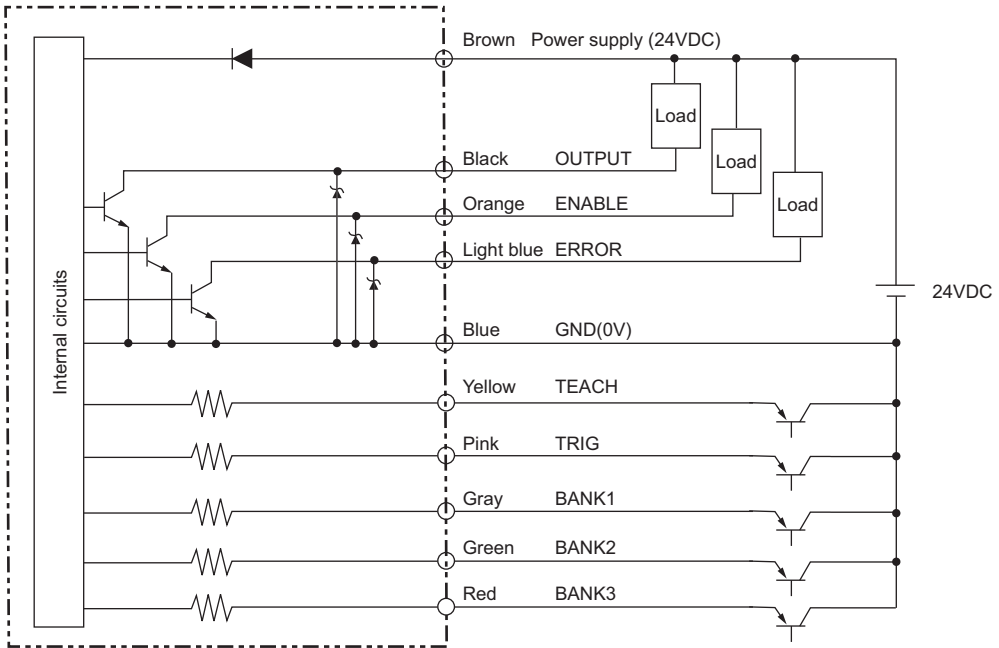 Brown Power supply (24VDC)
Load
Load
Load
Black OUTPUT
Orange ENABLE
Light blue ERROR
24VDC
Internal circuits
Blue GND(0V)
Yellow TEACH
Pink TRIG
Gray BANK1
Green BANK2
Red BANK3